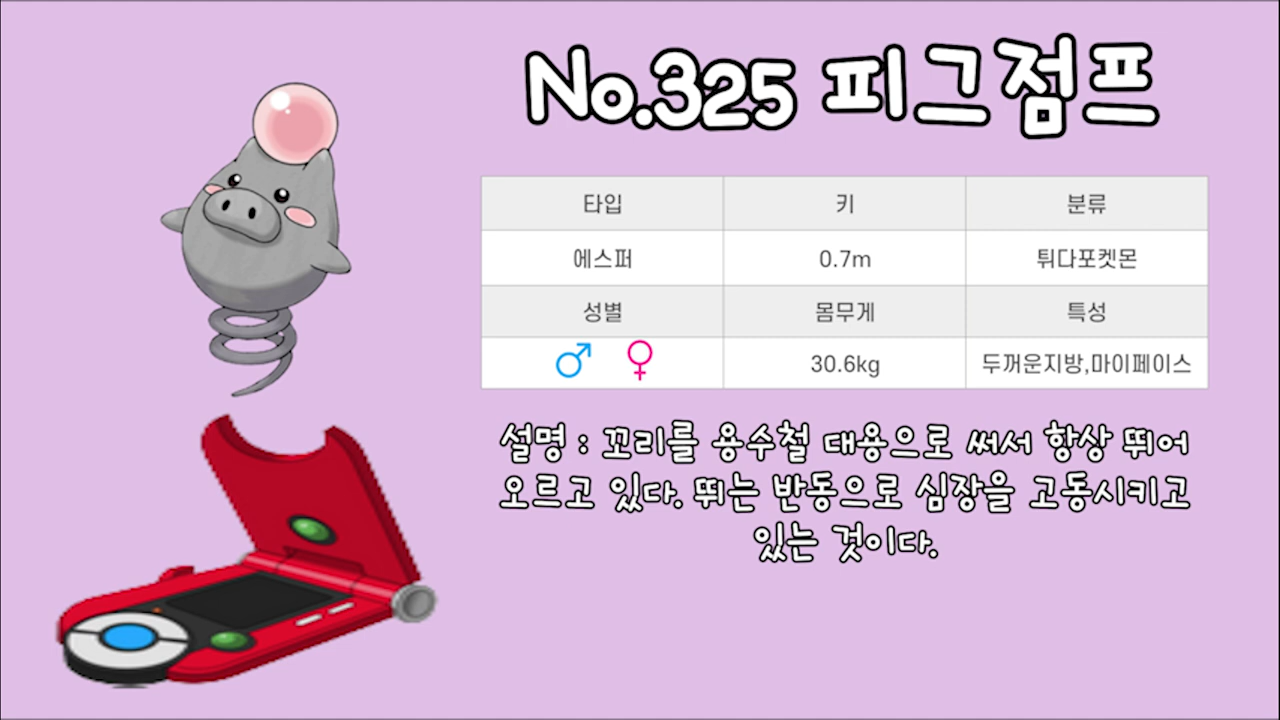 No.325 피그점프
타입 키 분류
에스퍼 0.7m 튀다포켓몬
성별 몸무게 특성
♂ ♀ 30.6kg 두꺼운지방,마이페이스
설명 : 꼬리를 용수철 대용으로 써서 항상 뛰어
오르고 있다. 뛰는 반동으로 심장을 고동시키고
있는 것이다.